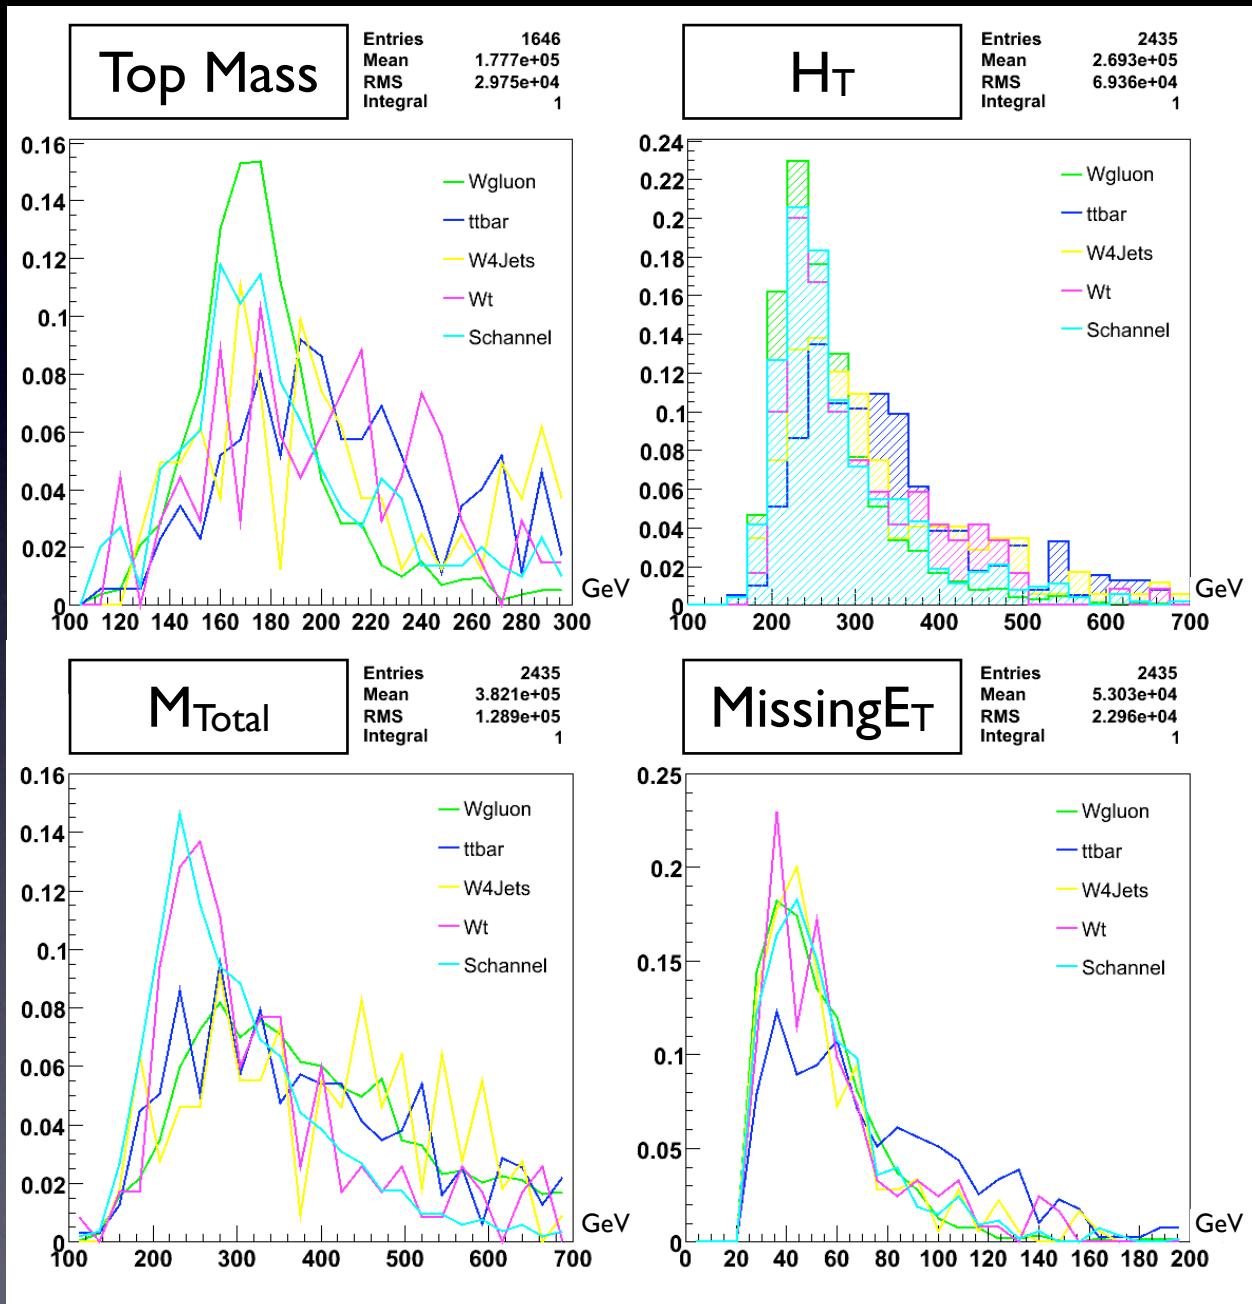 Top Mass
Entries 1646
Mean 1.777e+05
RMS 2.975e+04
Integral 1
0.16
0.14
0.12
0.1
0.08
0.06
0.04
0.02
0
Wgluon
ttbar
W4Jets
Wt
Schannel
100 120 140 160 180 200 220 240 260 280 300
GeV
HT
Entries 2435
Mean 2.693e+05
RMS 6.936e+04
Integral 1
0.24
0.22
0.2
0.18
0.16
0.14
0.12
0.1
0.08
0.06
0.04
0.02
0
Wgluon
ttbar
W4Jets
Wt
Schannel
100 200 300 400 500 600 700
GeV
MTotal
Entries 2435
Mean 3.821e+05
RMS 1.289e+05
Integral 1
0.16
0.14
0.12
0.1
0.08
0.06
0.04
0.02
0
Wgluon
ttbar
W4Jets
Wt
Schannel
100 200 300 400 500 600 700
GeV
MissingET
Entries 2435
Mean 5.303e+04
RMS 2.296e+04
Integral 1
0.25
0.2
0.15
0.1
0.05
0
Wgluon
ttbar
W4Jets
Wt
Schannel
0 20 40 60 80 100 120 140 160 180 200
GeV